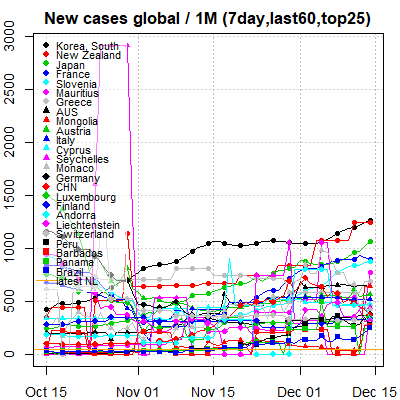 New cases global / 1M (7day,last60,top25)
3000
2500
2000
1500
1000
500
0
Korea, South
New Zealand
Japan
France
Slovenia
Mauritius
Greece
AUS
Mongolia
Austria
Italy
Cyprus
Seychelles
Monaco
Germany
CHN
Luxembourg
Finland
Andorra
Liechtenstein
Switzerland
Peru
Barbados
Panama
Brazil
latest NL
Oct 15
Nov 01
Nov 15
Dec 01
Dec 15